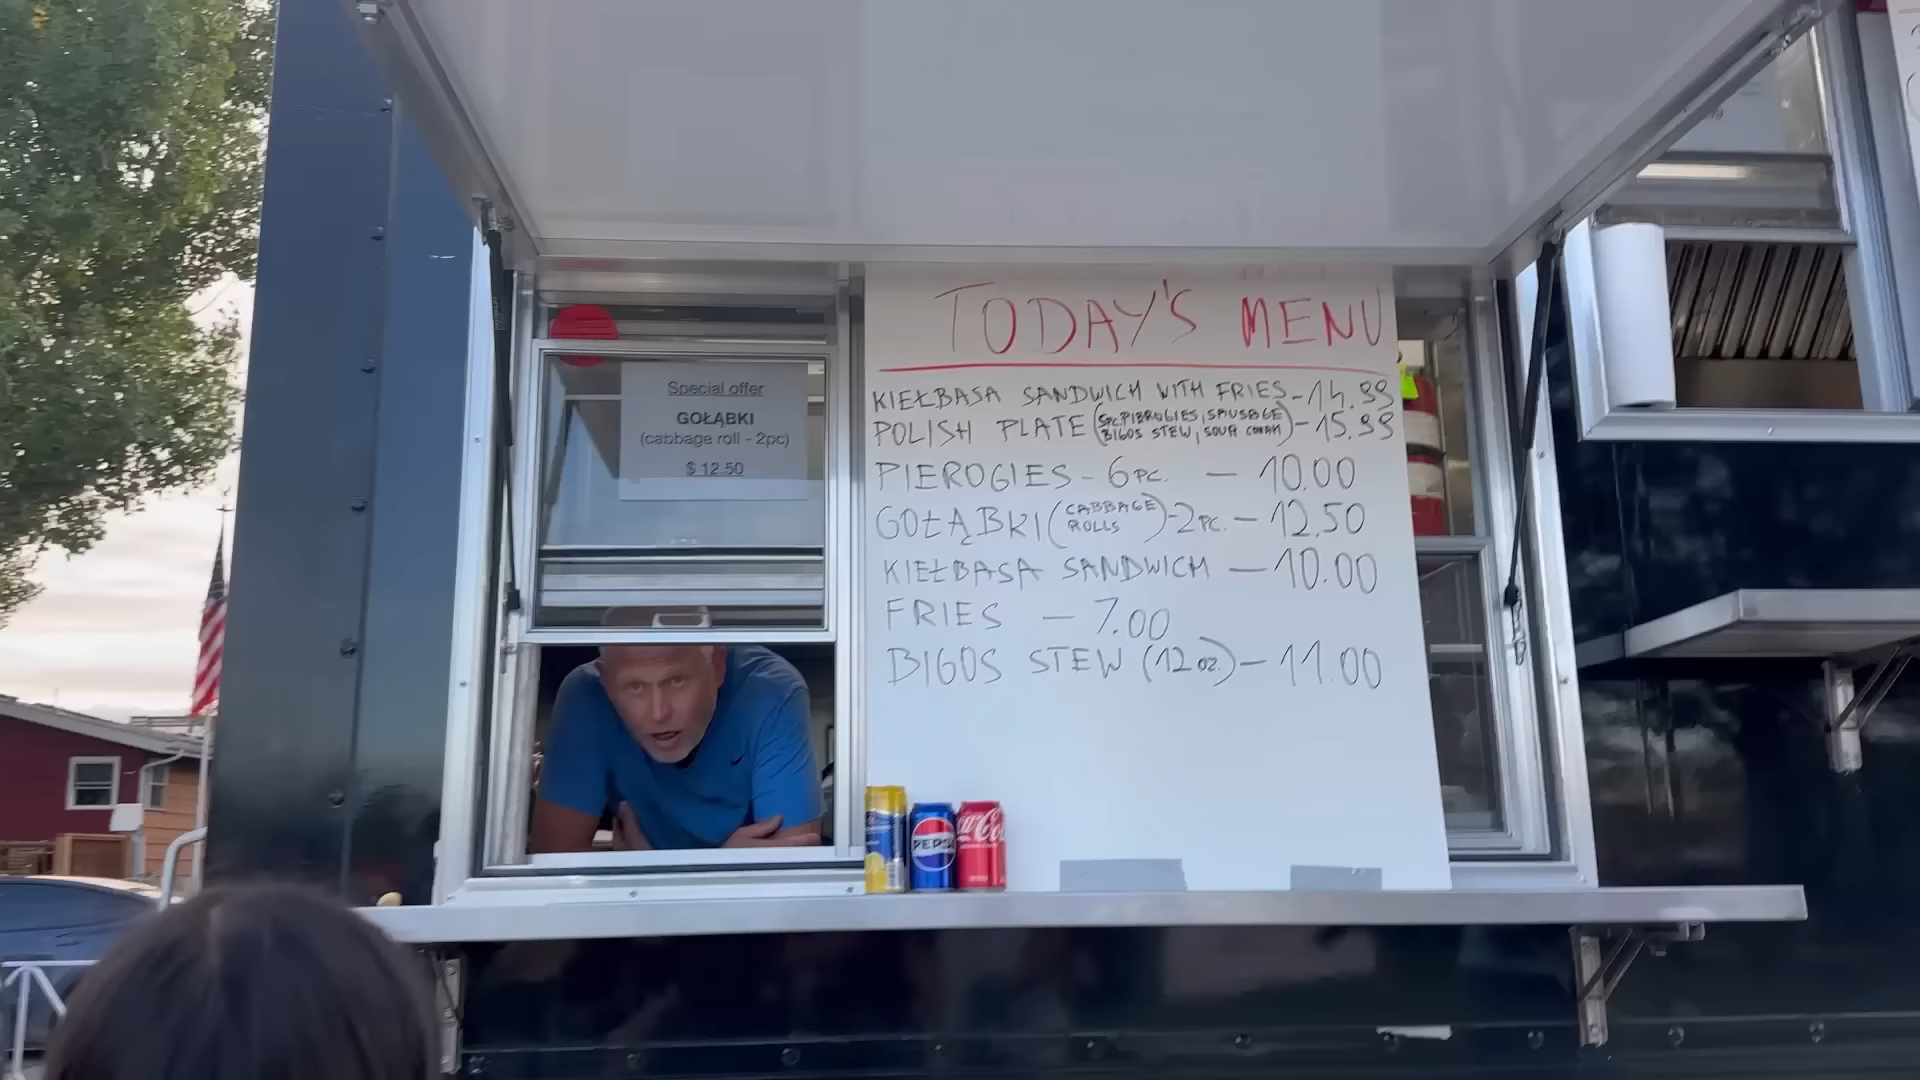 Special offer
GOŁĄBKI
(cabbage roll - 2pc)
$ 12.50
TODAY'S MENU
KIEŁBASA SANDWICH WITH FRIES - 14.99
POLISH PLATE (5PC. PIEROGIES, SAUSAGE
BIGOS STEW, SOUR CREAM) - 15.99
PIEROGIES - 6 PC. - 10.00
GOŁĄBKI (CABBAGE ROLLS) - 2 PC. - 12.50
KIEŁBASA SANDWICH - 10.00
FRIES - 7.00
BIGOS STEW (12 OZ.) - 11.00
PEPSI